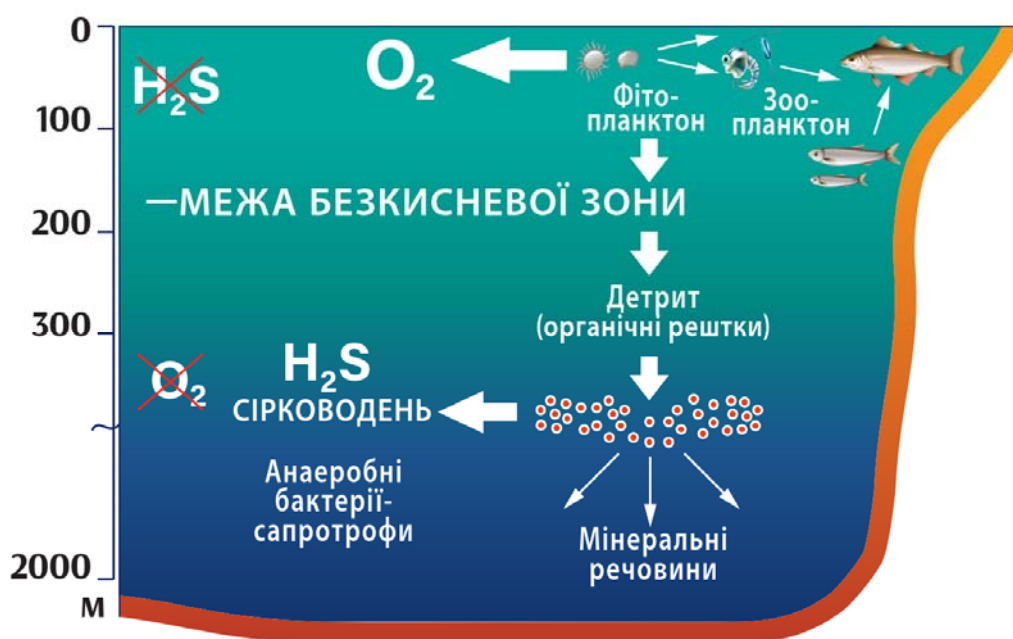 0
100
200
300
2000
м
H₂S
O₂
Фіто-
планктон
Зоо-
планктон
—МЕЖА БЕЗКИСНЕВОЇ ЗОНИ
Детрит
(органічні рештки)
O₂
H₂S
СІРКОВОДЕНЬ
Анаеробні
бактерії-
сапротрофи
Мінеральні
речовини